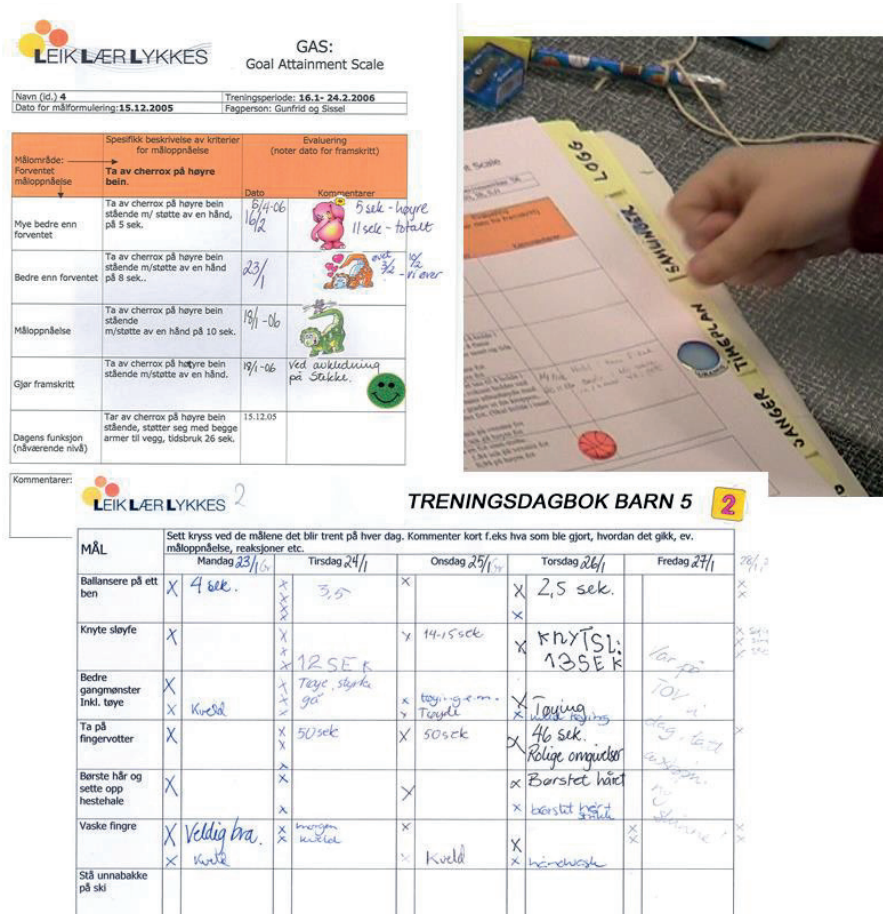 LEIK LÆR LYKKES
GAS:
Goal Attainment Scale
Navn (id.) 4
Treningsperiode: 16.1- 24.2.2006
Dato for målformulering:15.12.2005
Fagperson: Gunfrid og Sissel
Målområde:
Forventet
måloppnåelse
Spesifikk beskrivelse av kriterier
for måloppnåelse
Ta av cherrox på høyre
bein.
Evaluering
(noter dato for framskritt)
Dato
Kommentarer
Mye bedre enn
forventet
Ta av cherrox på høyre bein
stående m/ støtte av en hånd,
på 5 sek.
16/2
5 sek - høyre
11 sek - totalt
Bedre enn forventet
Ta av cherrox på høyre bein
stående m/støtte av en hånd
på 8 sek..
23/1
Måloppnåelse
Ta av cherrox på høyre bein
stående
m/støtte av en hånd på 10 sek.
18/1 -06
Gjør framskritt
Ta av cherrox på høyre bein
stående m/støtte av en hånd.
18/1 -06
Ved avkledning
på Stikke.
Dagens funksjon
(nåværende nivå)
Tar av cherrox på høyre bein
stående, støtter seg med begge
armer til vegg, tidsbruk 26 sek.
15.12.05
Kommentarer:
LOGG
SAMLINGER
TIMEPLAN
SANGER
LEIK LÆR LYKKES
2
TRENINGSDAGBOK BARN 5
2
MÅL
Sett kryss ved de målene det blir trent på hver dag. Kommenter kort f.eks hva som ble gjort, hvordan det gikk, ev.
måloppnåelse, reaksjoner etc.
Mandag 23/1
Tirsdag 24/1
Onsdag 25/1
Torsdag 26/1
Fredag 27/1
Ballansere på ett
ben
X 4 sek.
3,5
X 2,5 sek.
Knyte sløyfe
X
12 SEK
X 14-15 sek
X KNYTSL:
13SEK
Bedre
gangmønster
Inkl. tøye
X
X Kveld
Tøye, styrke
gå
X Tøyde
X Tøying
Ta på
fingervotter
X
X 50 sek
X 50 sek
X 46 sek.
Rolige omgivelser
Børste hår og
sette opp
hestehale
X
X
X
X Børstet håret
X børstet håret
Vaske fingre
X Veldig bra.
X Kveld
X morgen
X kveld
X
X Kveld
X
X håndvask
Stå unnabakke
på ski